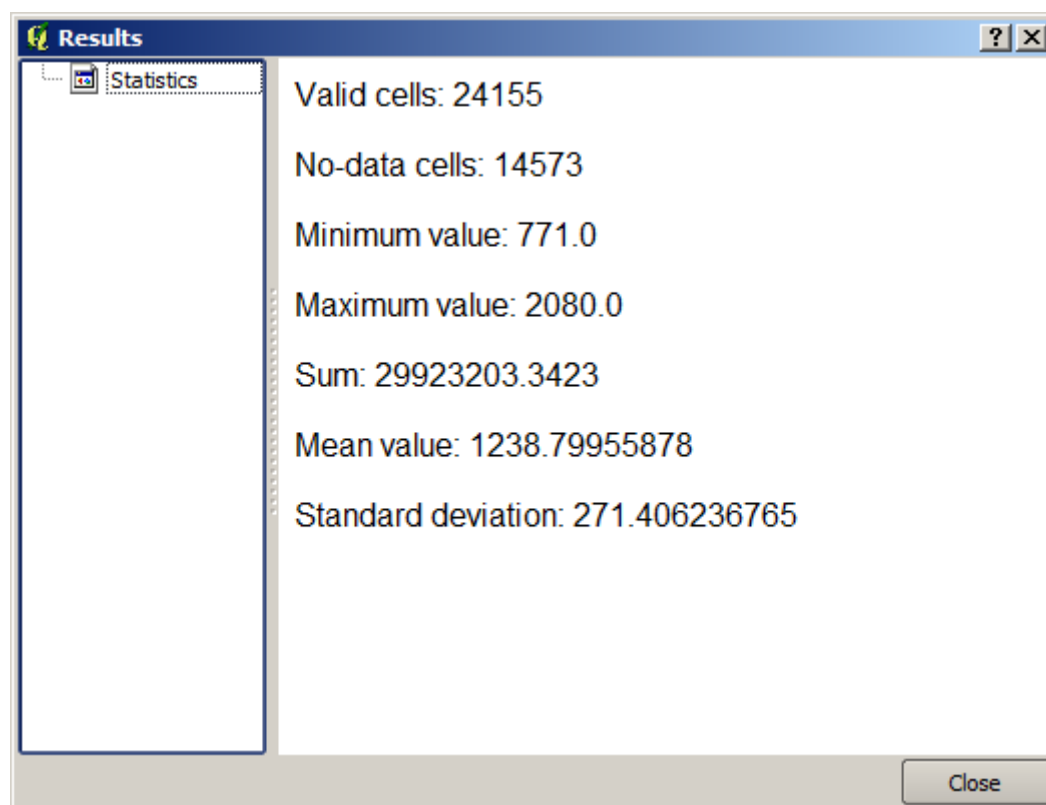 Results
Statistics
Valid cells: 24155
No-data cells: 14573
Minimum value: 771.0
Maximum value: 2080.0
Sum: 29923203.3423
Mean value: 1238.79955878
Standard deviation: 271.406236765
Close